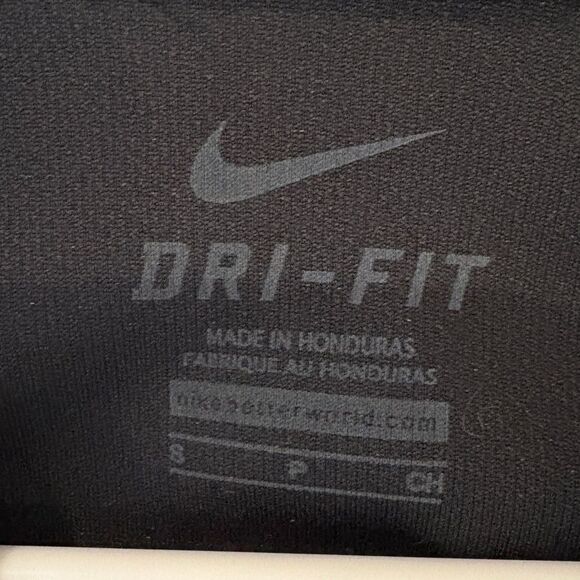 DRI-FIT
MADE IN HONDURAS
FABRIQUE AU HONDURAS
nikebetterworld.com
S P CH